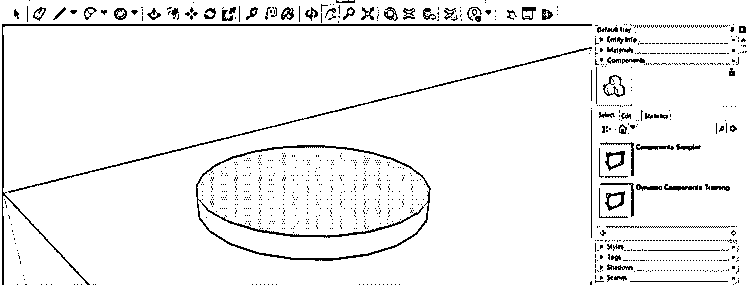 Default Tray
Entity Info
Materials
Components
Select Edit Statistics
Components Sampler
Dynamic Components Training
Styles
Tags
Shadows
Scenes